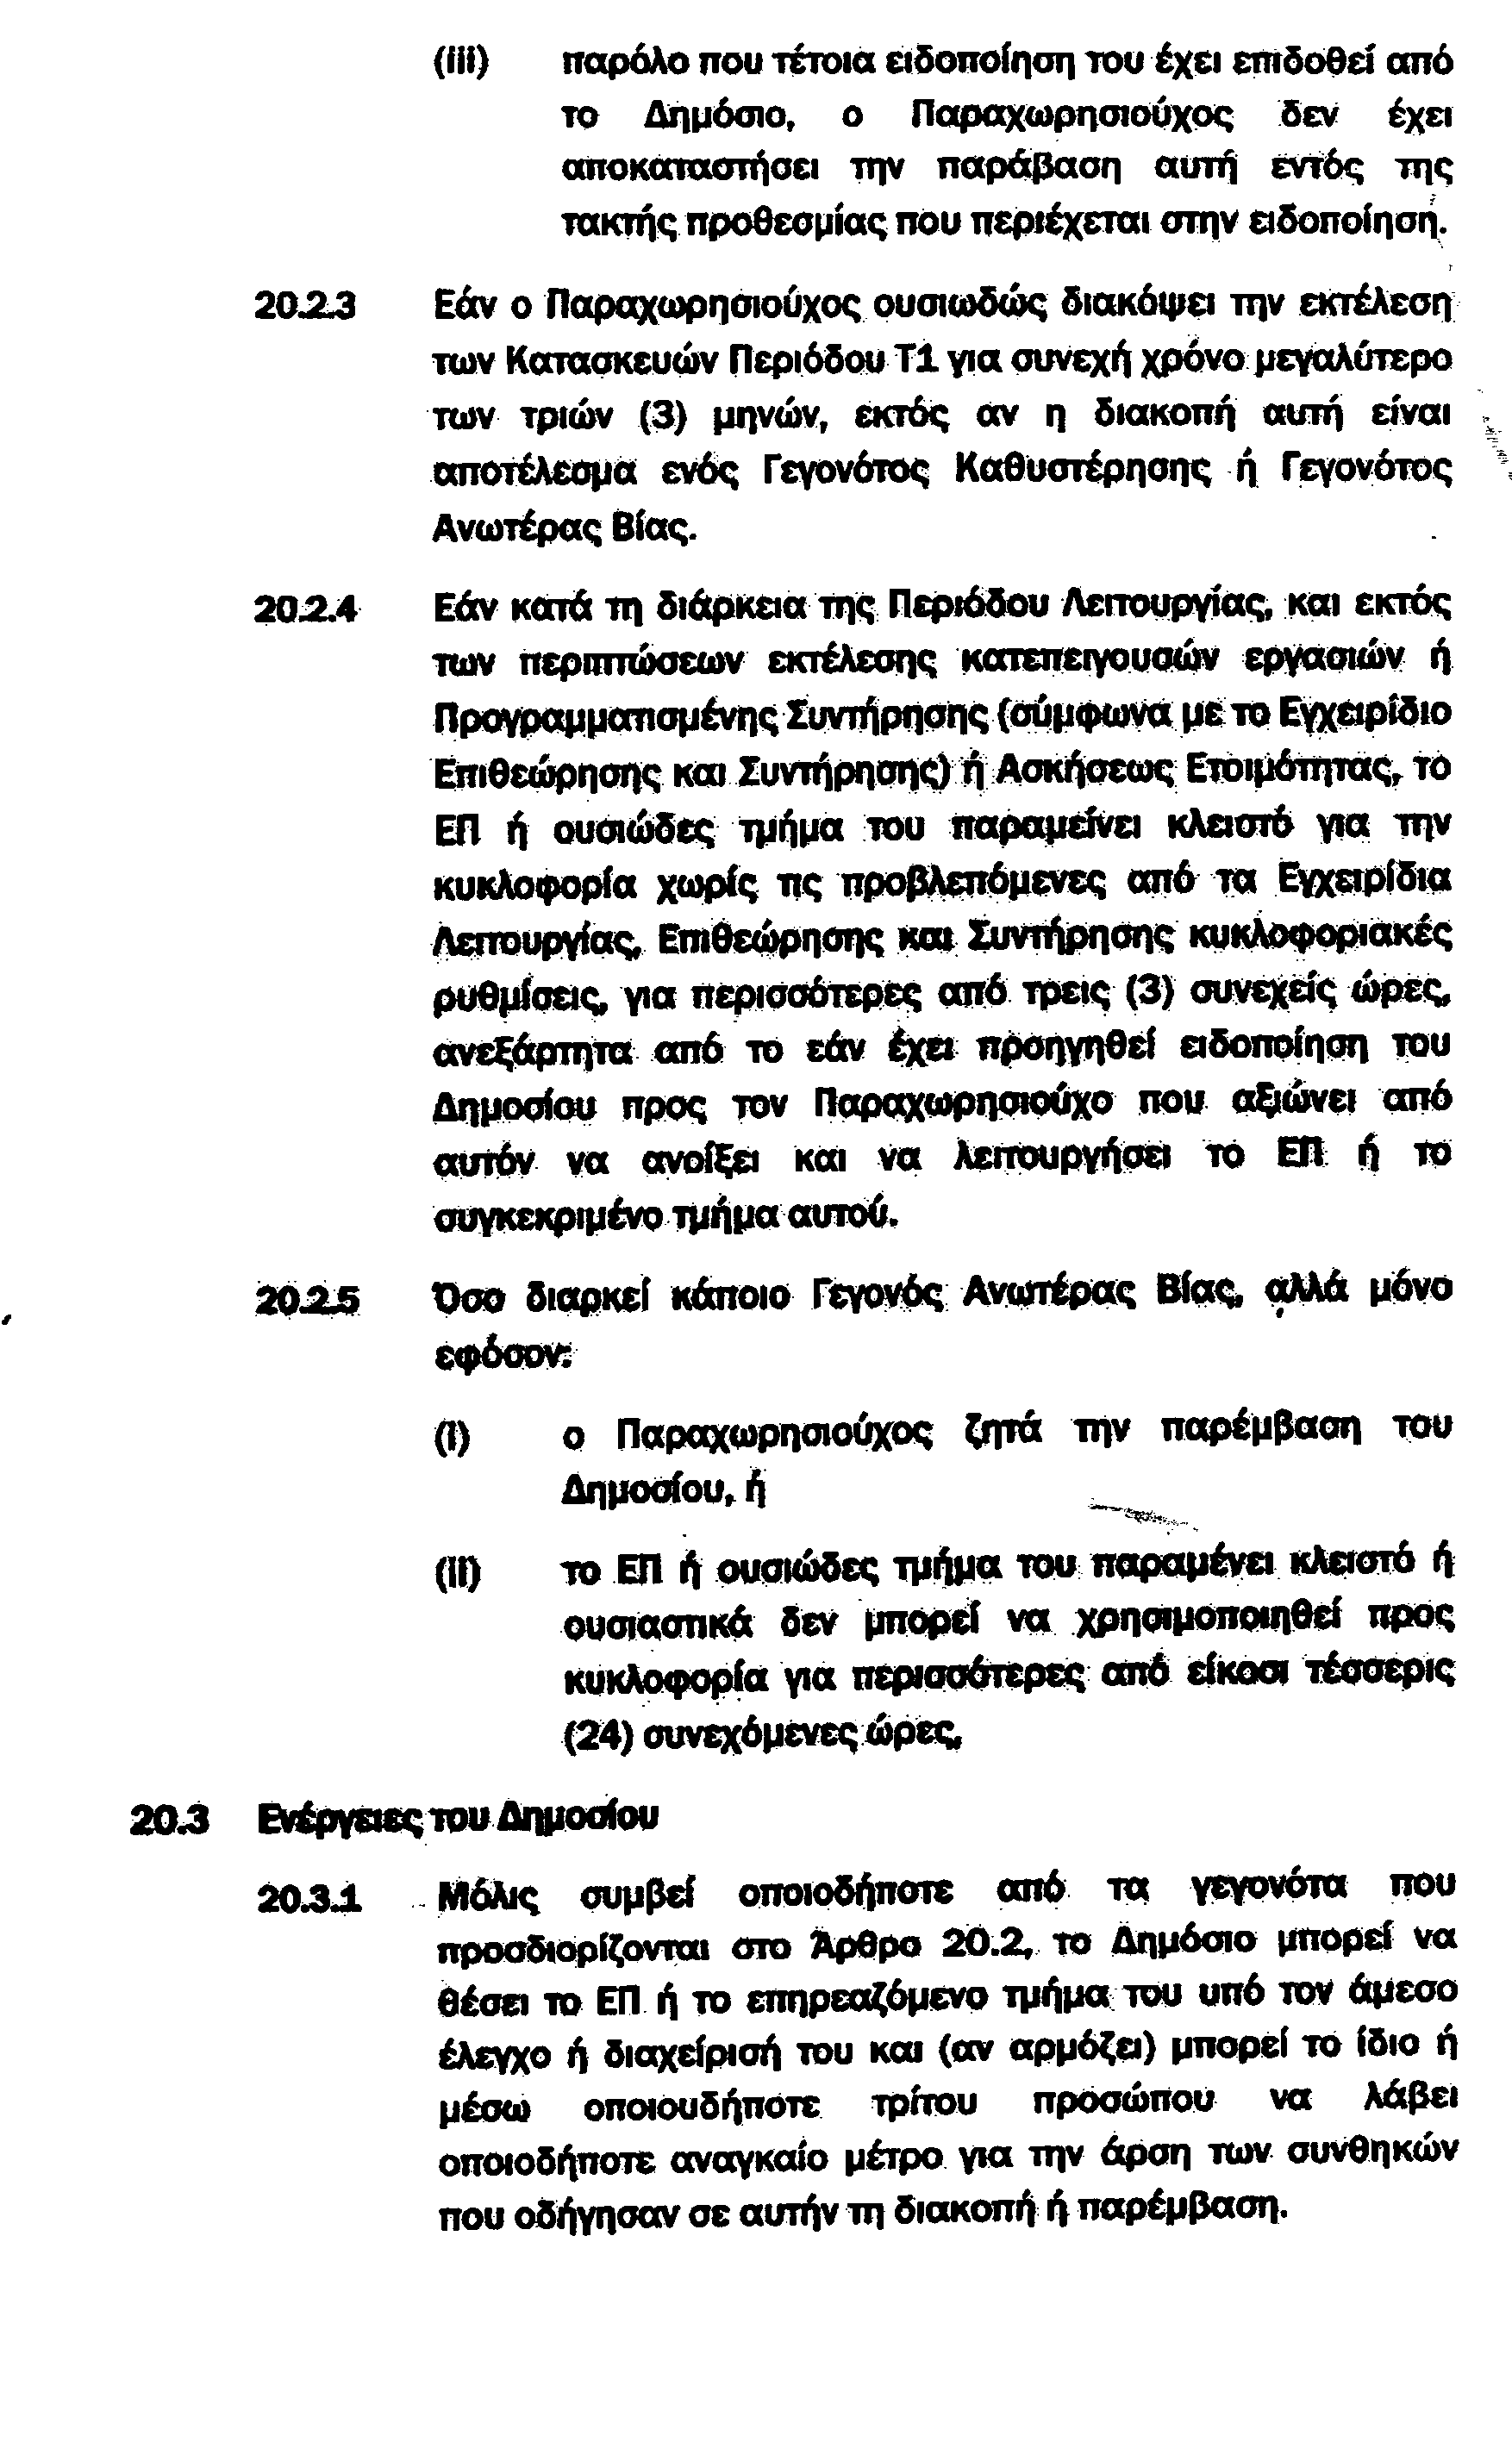 (iii) παρόλο που τέτοια ειδοποίηση του έχει επιδοθεί από
το Δημόσιο, ο Παραχωρησιούχος δεν έχει
αποκαταστήσει την παράβαση αυτή εντός της
τακτής προθεσμίας που περιέχεται στην ειδοποίηση.
20.2.3 Εάν ο Παραχωρησιούχος ουσιωδώς διακόψει την εκτέλεση
των Κατασκευών Περιόδου Τ1 για συνεχή χρόνο μεγαλύτερο
των τριών (3) μηνών, εκτός αν η διακοπή αυτή είναι
αποτέλεσμα ενός Γεγονότος Καθυστέρησης ή Γεγονότος
Ανωτέρας Βίας.
20.2.4 Εάν κατά τη διάρκεια της Περιόδου Λειτουργίας, και εκτός
των περιπτώσεων εκτέλεσης κατεπειγουσών εργασιών ή
Προγραμματισμένης Συντήρησης (σύμφωνα με το Εγχειρίδιο
Επιθεώρησης και Συντήρησης) ή Ασκήσεως Ετοιμότητας, το
ΕΠ ή ουσιώδες τμήμα του παραμείνει κλειστό για την
κυκλοφορία χωρίς τις προβλεπόμενες από τα Εγχειρίδια
Λειτουργίας, Επιθεώρησης και Συντήρησης κυκλοφοριακές
ρυθμίσεις, για περισσότερες από τρεις (3) συνεχείς ώρες,
ανεξάρτητα από το εάν έχει προηγηθεί ειδοποίηση του
Δημοσίου προς τον Παραχωρησιούχο που αξιώνει από
αυτόν να ανοίξει και να λειτουργήσει το ΕΠ ή το
συγκεκριμένο τμήμα αυτού.
20.2.5 Όσο διαρκεί κάποιο Γεγονός Ανωτέρας Βίας, αλλά μόνο
εφόσον:
(i) ο Παραχωρησιούχος ζητά την παρέμβαση του
Δημοσίου, ή
(ii) το ΕΠ ή ουσιώδες τμήμα του παραμένει κλειστό ή
ουσιαστικά δεν μπορεί να χρησιμοποιηθεί προς
κυκλοφορία για περισσότερες από είκοσι τέσσερις
(24) συνεχόμενες ώρες,
20.3 Ενέργειες του Δημοσίου
20.3.1 Μόλις συμβεί οποιοδήποτε από τα γεγονότα που
προσδιορίζονται στο Άρθρο 20.2, το Δημόσιο μπορεί να
θέσει το ΕΠ ή το επηρεαζόμενο τμήμα του υπό τον άμεσο
έλεγχο ή διαχείρισή του και (αν αρμόζει) μπορεί το ίδιο ή
μέσω οποιουδήποτε τρίτου προσώπου να λάβει
οποιοδήποτε αναγκαίο μέτρο για την άρση των συνθηκών
που οδήγησαν σε αυτήν τη διακοπή ή παρέμβαση.